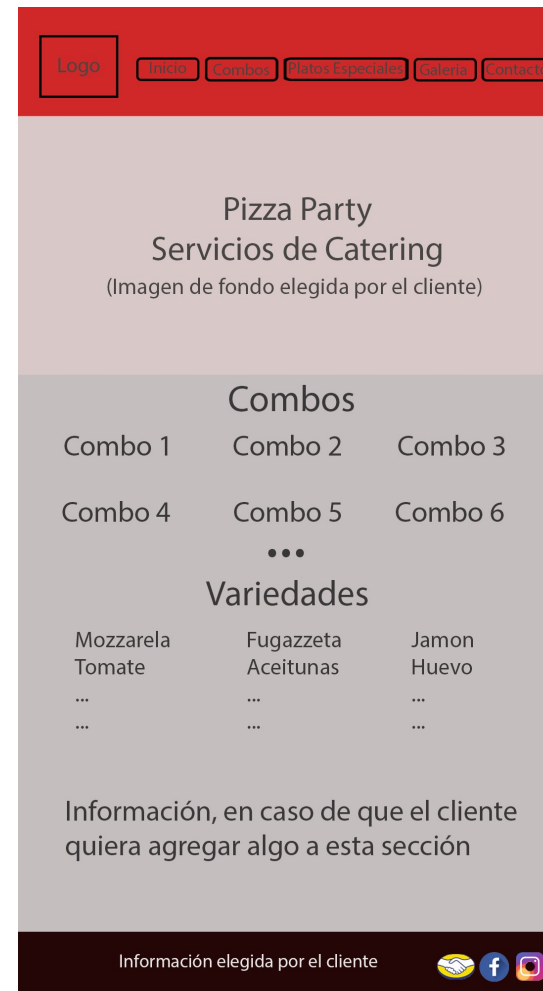 Logo
Inicio Combos Platos Especiales Galeria Contacto
Pizza Party
Servicios de Catering
(Imagen de fondo elegida por el cliente)
Combos
Combo 1 Combo 2 Combo 3
Combo 4 Combo 5 Combo 6
...
Variedades
Mozzarela Fugazzeta Jamon
Tomate Aceitunas Huevo
... ... ...
... ... ...
Información, en caso de que el cliente
quiera agregar algo a esta sección
Información elegida por el cliente
f